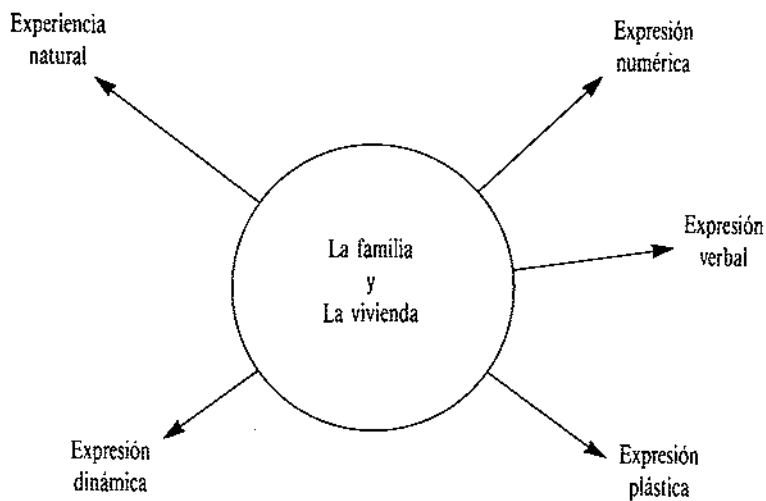 Experiencia
natural
Expresión
numérica
Expresión
verbal
La familia
y
La vivienda
Expresión
dinámica
Expresión
plástica